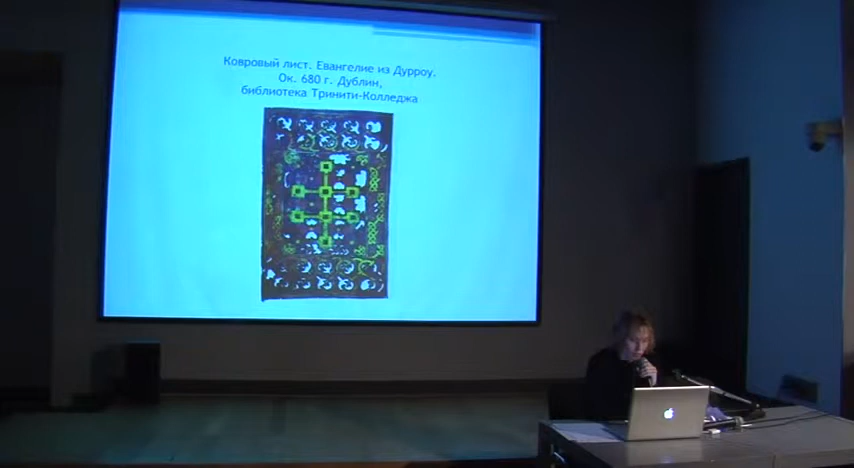 Ковровый лист. Евангелие из Дурроу.
Ок. 680 г. Дублин,
библиотека Тринити-Колледжа